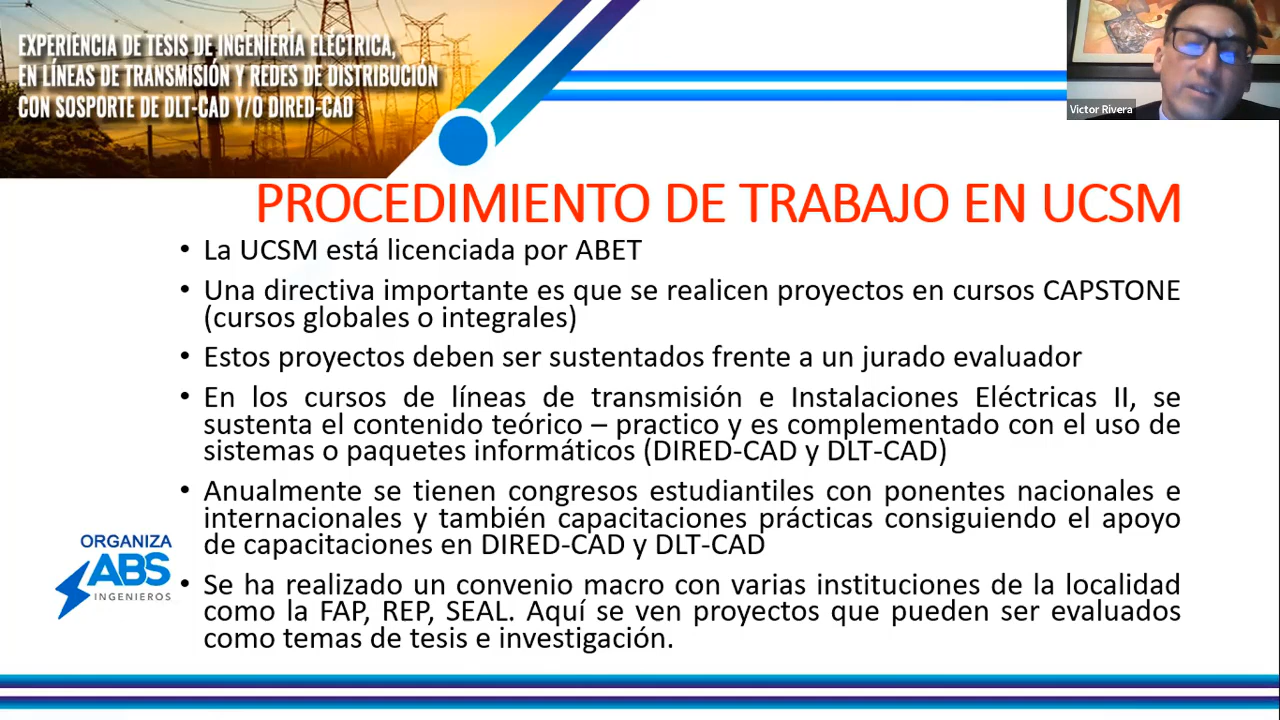 EXPERIENCIA DE TESIS DE INGENIERÍA ELÉCTRICA,
EN LÍNEAS DE TRANSMISIÓN Y REDES DE DISTRIBUCIÓN
CON SOSPORTE DE DLT-CAD Y/O DIRED-CAD
Victor Rivera
PROCEDIMIENTO DE TRABAJO EN UCSM
• La UCSM está licenciada por ABET
• Una directiva importante es que se realicen proyectos en cursos CAPSTONE
(cursos globales o integrales)
• Estos proyectos deben ser sustentados frente a un jurado evaluador
• En los cursos de líneas de transmisión e Instalaciones Eléctricas II, se
sustenta el contenido teórico – practico y es complementado con el uso de
sistemas o paquetes informáticos (DIRED-CAD y DLT-CAD)
• Anualmente se tienen congresos estudiantiles con ponentes nacionales e
internacionales y también capacitaciones prácticas consiguiendo el apoyo
de capacitaciones en DIRED-CAD y DLT-CAD
• Se ha realizado un convenio macro con varias instituciones de la localidad
como la FAP, REP, SEAL. Aquí se ven proyectos que pueden ser evaluados
como temas de tesis e investigación.
ORGANIZA
ABS
INGENIEROS